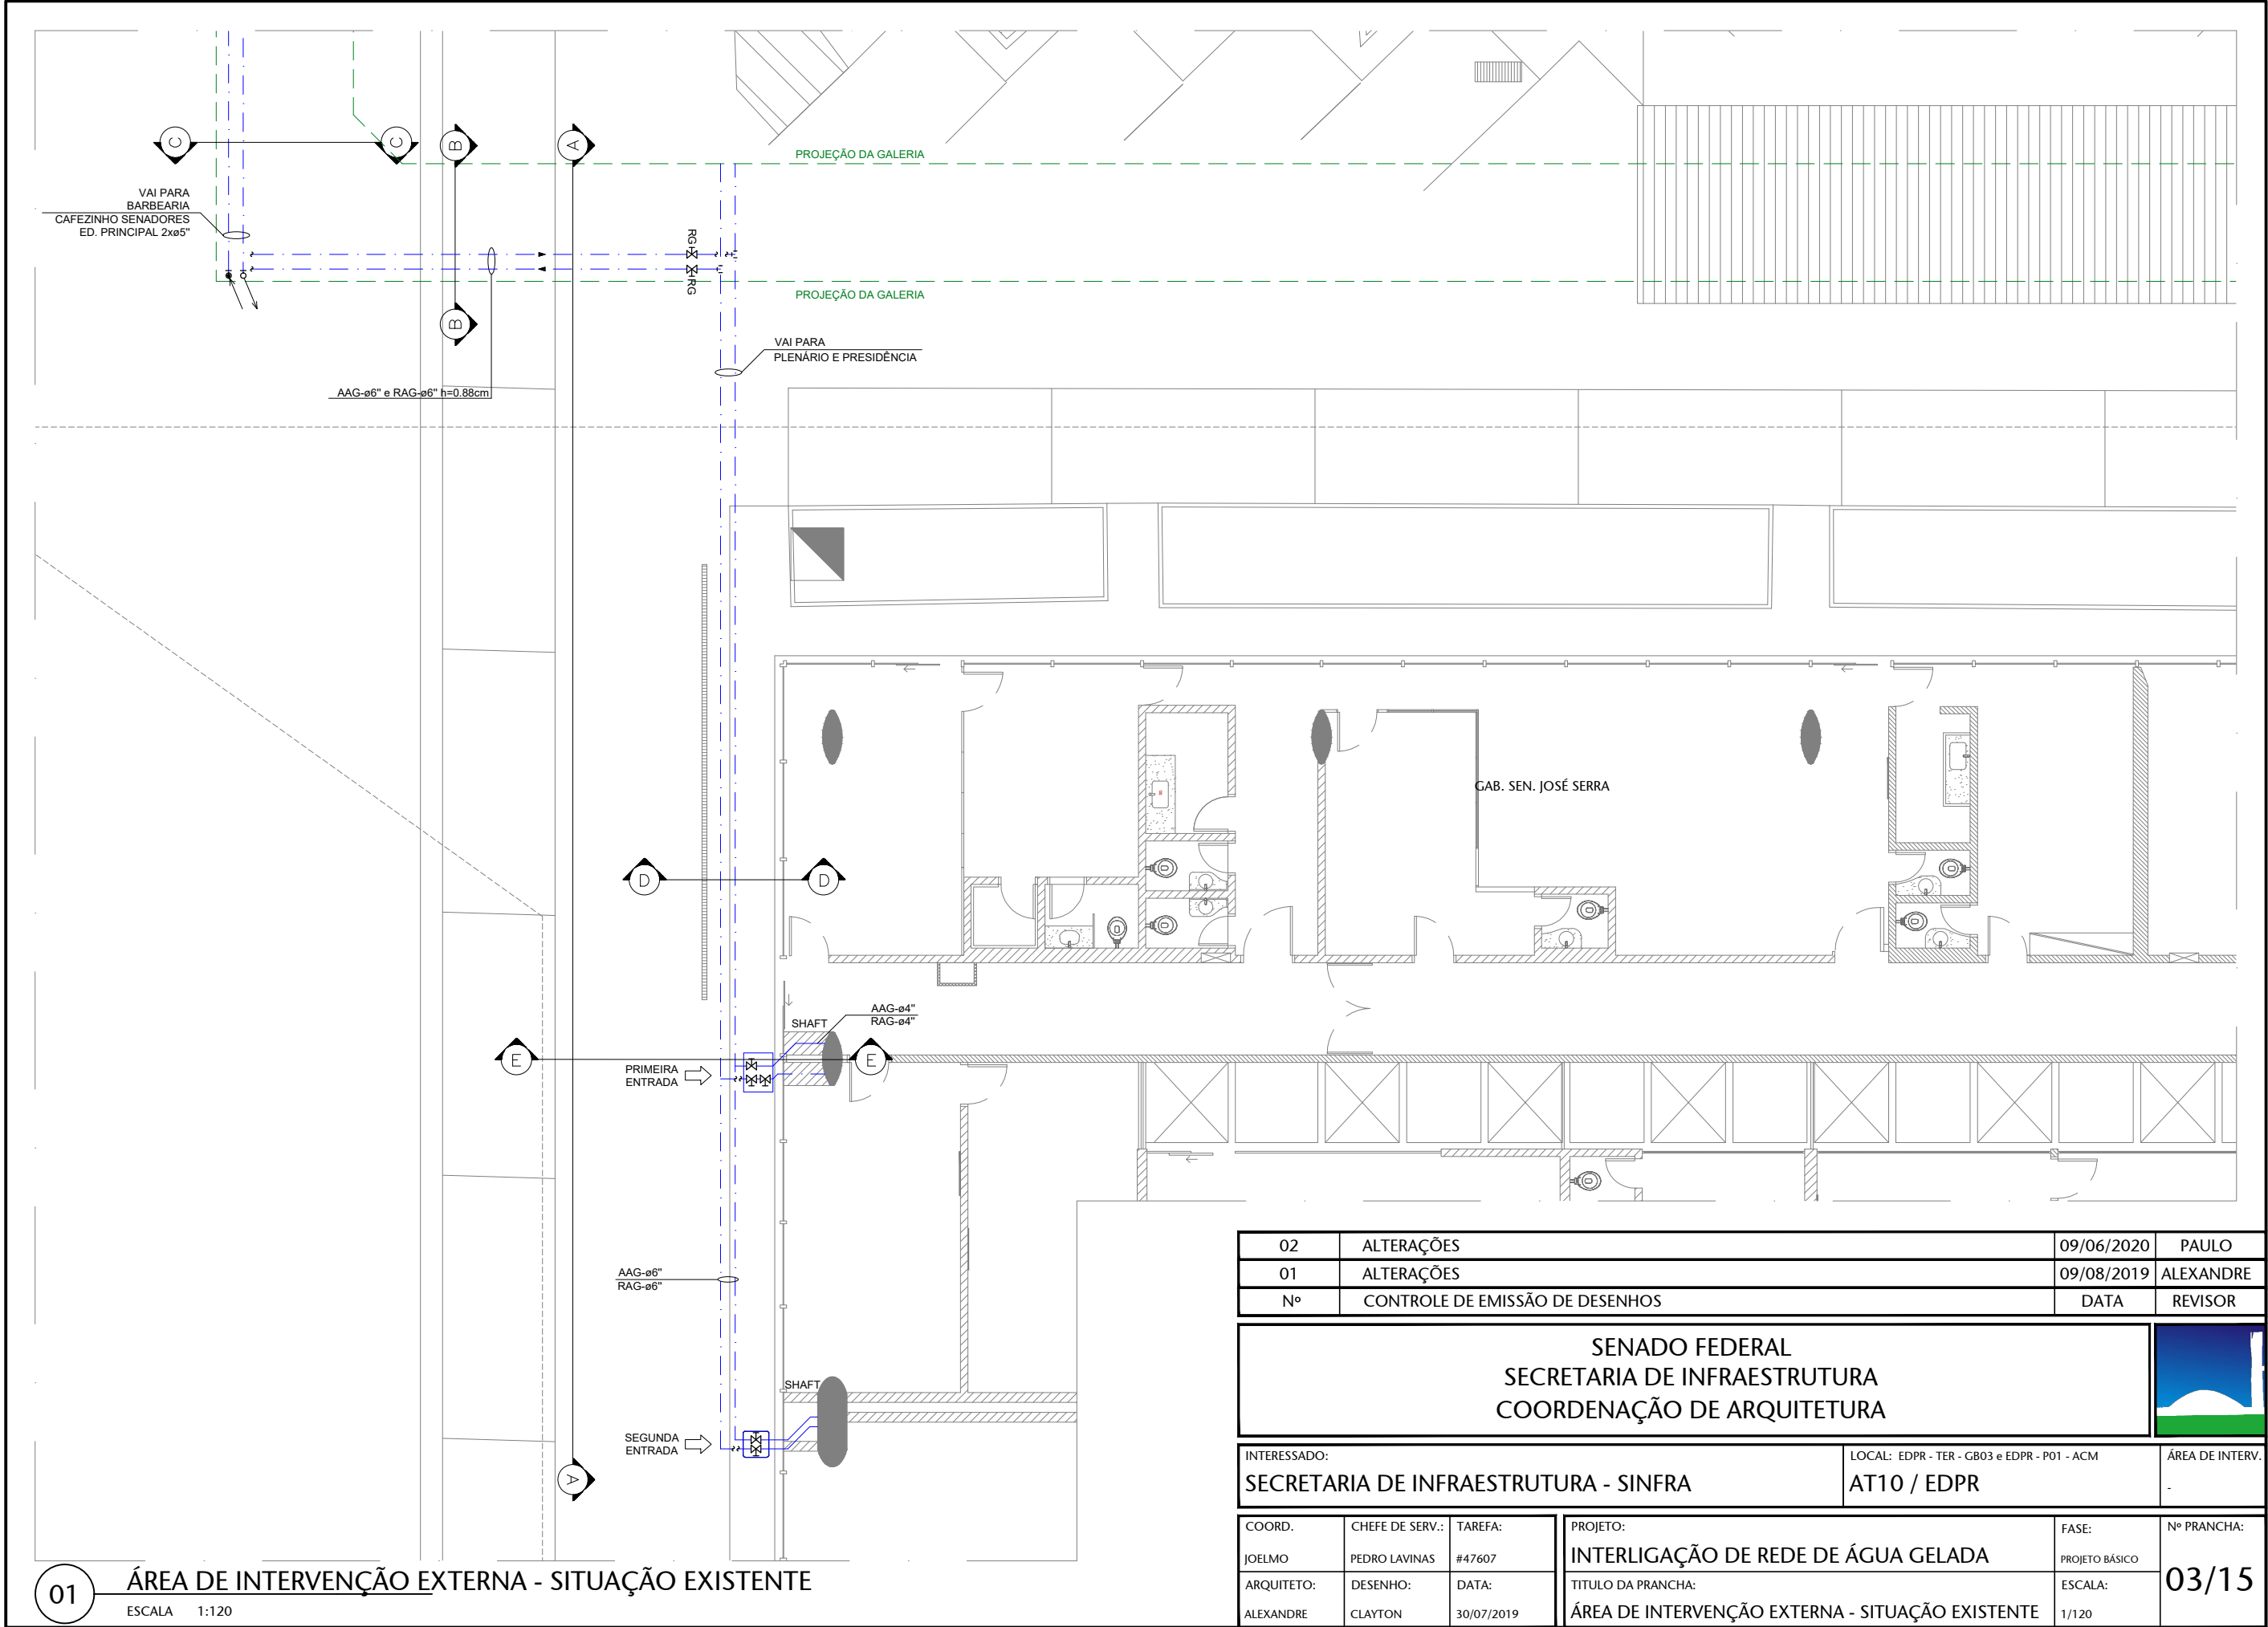 C
C
B
A
PROJEÇÃO DA GALERIA
VAI PARA
BARBEARIA
CAFEZINHO SENADORES
ED. PRINCIPAL 2xø5"
RG
RG
PROJEÇÃO DA GALERIA
B
VAI PARA
PLENÁRIO E PRESIDÊNCIA
AAG-ø6" e RAG-ø6" h=0.88cm
GAB. SEN. JOSÉ SERRA
D
D
AAG-ø4"
RAG-ø4"
SHAFT
E
E
PRIMEIRA
ENTRADA
AAG-ø6"
RAG-ø6"
SHAFT
SEGUNDA
ENTRADA
A
02 ALTERAÇÕES 09/06/2020 PAULO
01 ALTERAÇÕES 09/08/2019 ALEXANDRE
Nº CONTROLE DE EMISSÃO DE DESENHOS DATA REVISOR
SENADO FEDERAL
SECRETARIA DE INFRAESTRUTURA
COORDENAÇÃO DE ARQUITETURA
INTERESSADO:
SECRETARIA DE INFRAESTRUTURA - SINFRA
LOCAL: EDPR - TER - GB03 e EDPR - P01 - ACM
AT10 / EDPR
ÁREA DE INTERV.
-
COORD.
JOELMO
CHEFE DE SERV.:
PEDRO LAVINAS
TAREFA:
#47607
PROJETO:
INTERLIGAÇÃO DE REDE DE ÁGUA GELADA
FASE:
PROJETO BÁSICO
Nº PRANCHA:
03/15
ARQUITETO:
ALEXANDRE
DESENHO:
CLAYTON
DATA:
30/07/2019
TITULO DA PRANCHA:
ÁREA DE INTERVENÇÃO EXTERNA - SITUAÇÃO EXISTENTE
ESCALA:
1/120
01 ÁREA DE INTERVENÇÃO EXTERNA - SITUAÇÃO EXISTENTE
ESCALA 1:120